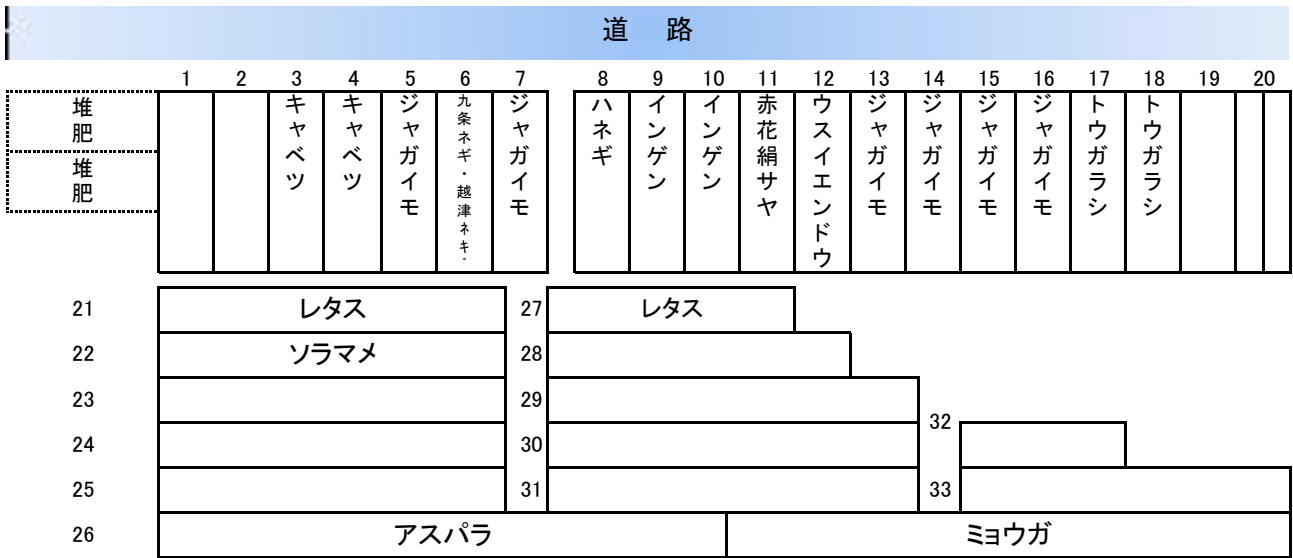 道 路
1 2 3 4 5 6 7 8 9 10 11 12 13 14 15 16 17 18 19 20
堆肥
堆肥
キャベツ
キャベツ
ジャガイモ
九条ネギ・越津ネギ
ジャガイモ
ハネギ
インゲン
インゲン
赤花絹サヤ
ウスイエンドウ
ジャガイモ
ジャガイモ
ジャガイモ
ジャガイモ
トウガラシ
トウガラシ
21 レタス 27 レタス
22 ソラマメ 28
23 29
32
24 30
25 31 33
26 アスパラ ミョウガ